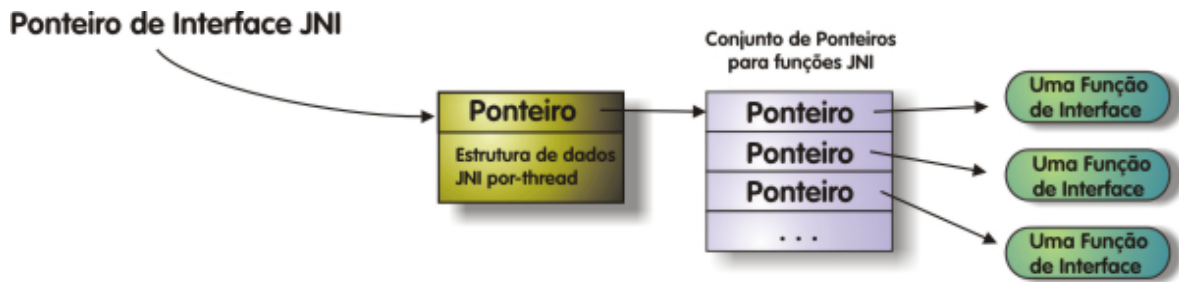 Ponteiro de Interface JNI
Ponteiro
Estrutura de dados
JNI por-thread
Conjunto de Ponteiros
para funções JNI
Ponteiro
Ponteiro
Ponteiro
. . .
Uma Função
de Interface
Uma Função
de Interface
Uma Função
de Interface